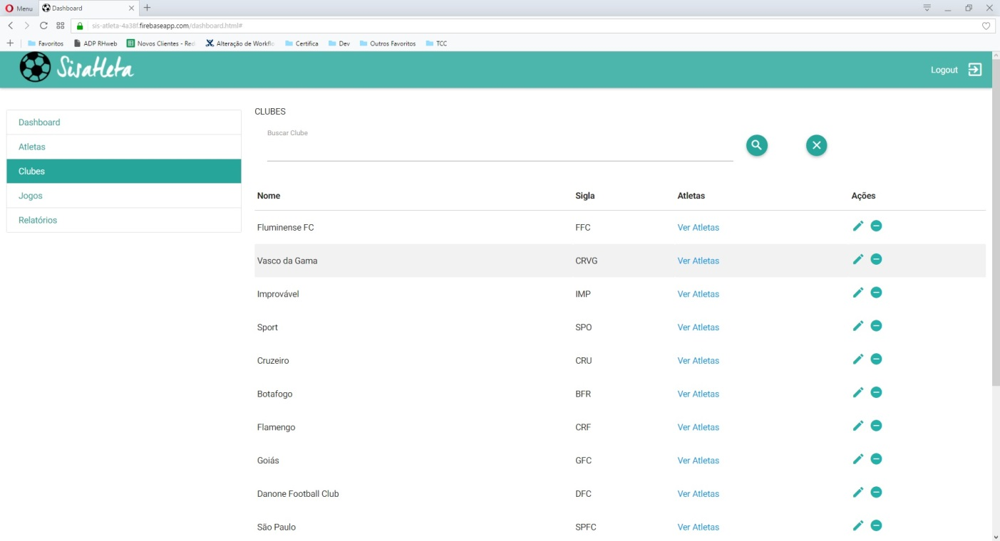 Menu Dashboard
sis-atleta-4a38f.firebaseapp.com/dashboard.html#
Favoritos ADP RHweb Novos Clientes - Red Alteração de Workflo Certifica Dev Outros Favoritos TCC
Sisatleta Logout
Dashboard
Atletas
Clubes
Jogos
Relatórios
CLUBES
Buscar Clube
Nome Sigla Atletas Ações
Fluminense FC FFC Ver Atletas
Vasco da Gama CRVG Ver Atletas
Improvável IMP Ver Atletas
Sport SPO Ver Atletas
Cruzeiro CRU Ver Atletas
Botafogo BFR Ver Atletas
Flamengo CRF Ver Atletas
Goiás GFC Ver Atletas
Danone Football Club DFC Ver Atletas
São Paulo SPFC Ver Atletas